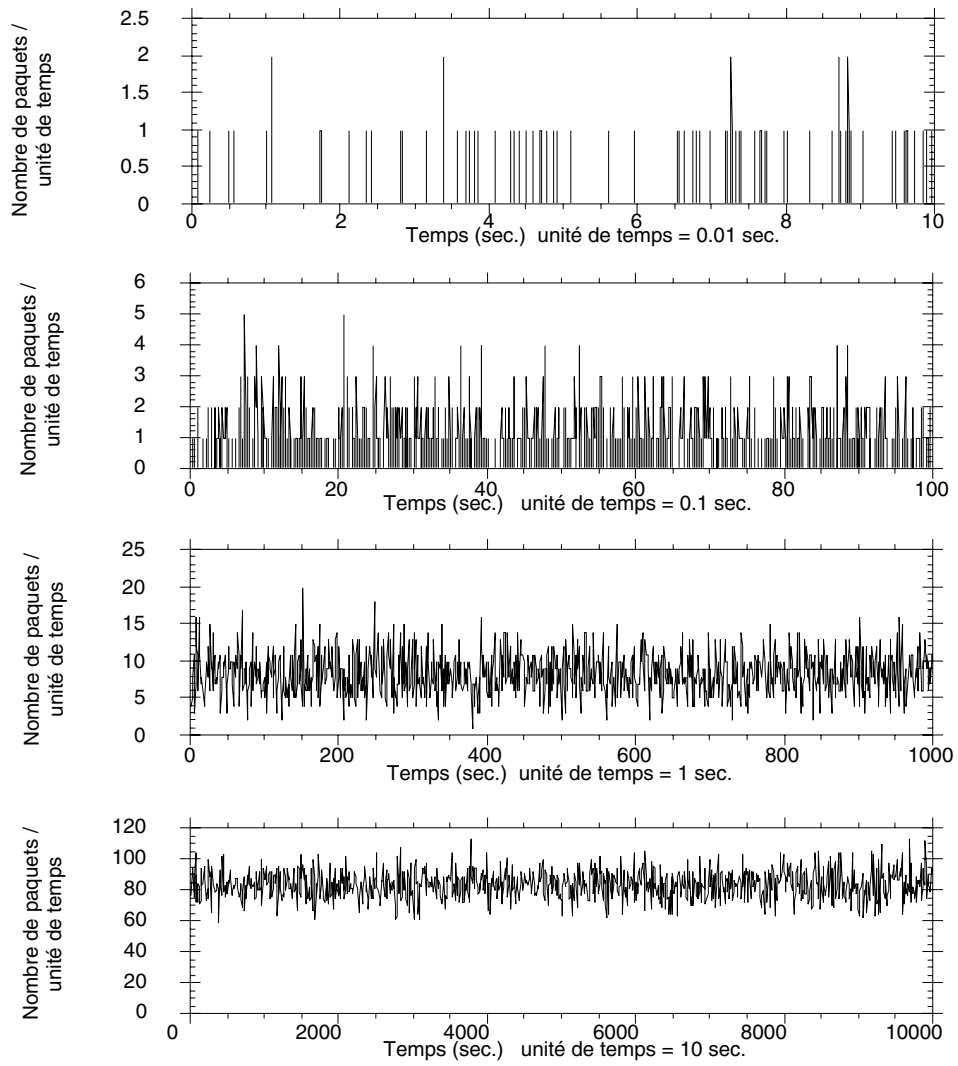 Nombre de paquets /
unité de temps
2.5
2
1.5
1
0.5
0
0 2 4 6 8 10
Temps (sec.) unité de temps = 0.01 sec.
Nombre de paquets /
unité de temps
6
5
4
3
2
1
0
0 20 40 60 80 100
Temps (sec.) unité de temps = 0.1 sec.
Nombre de paquets /
unité de temps
25
20
15
10
5
0
0 200 400 600 800 1000
Temps (sec.) unité de temps = 1 sec.
Nombre de paquets /
unité de temps
120
100
80
60
40
20
0
0 2000 4000 6000 8000 10000
Temps (sec.) unité de temps = 10 sec.